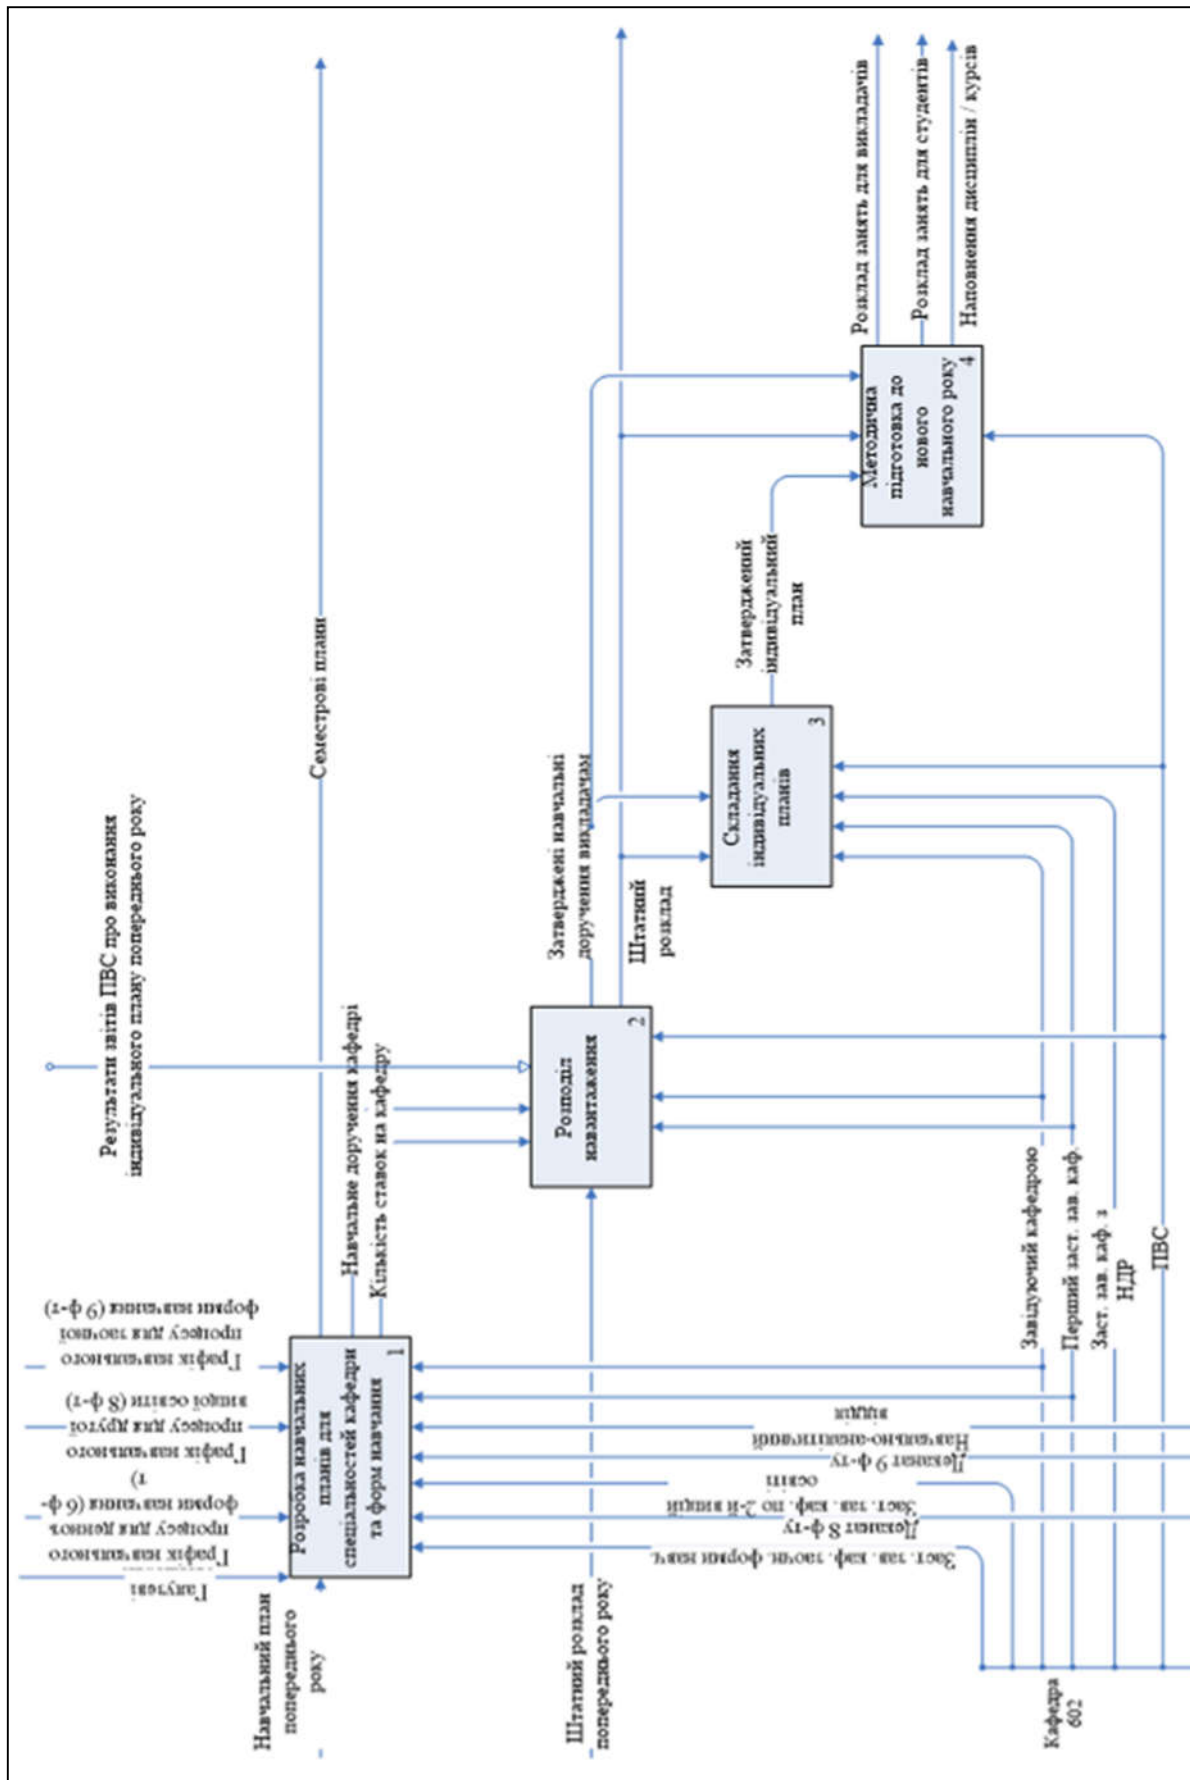 Результати звітів ПВС про виконання
індивідуального плану попереднього року
Семестрові плани
Навчальне доручення кафедрі
Кількість ставок на кафедру
Графік навчального
процесу для заочної
форми навчання (9 ф-т)
Графік навчального
процесу для другої
вищої освіти (8 ф-т)
Графік навчального
процесу для денноь
форми навчання (6 ф-
т)
Галузеві
Навчальний план
попереднього
року
Розробка навчальних
планів для
спеціальностей кафедри
та форм навчання
1
Штатний розклад
попереднього року
Розподіл
навантаження
2
Затверджені навчальні
доручення викладачам
Штатний
розклад
Складання
індивідуальних
планів
3
Затверджений
індивідуальний
план
Методична
підготовка до
нового
навчального року
4
Розклад занять для викладачів
Розклад занять для студентів
Наповнення дисциплін / курсів
Завідуючий кафедрою
Перший заст. зав. каф.
Заст. зав. каф. з
НДР
ПВС
Навчально-аналітичний
відділ
Деканат 9 ф-ту
Заст. зав. каф. по 2-й вищій
освіті
Деканат 8 ф-ту
Заст. зав. каф. заочн. форми навч.
Кафедра
602